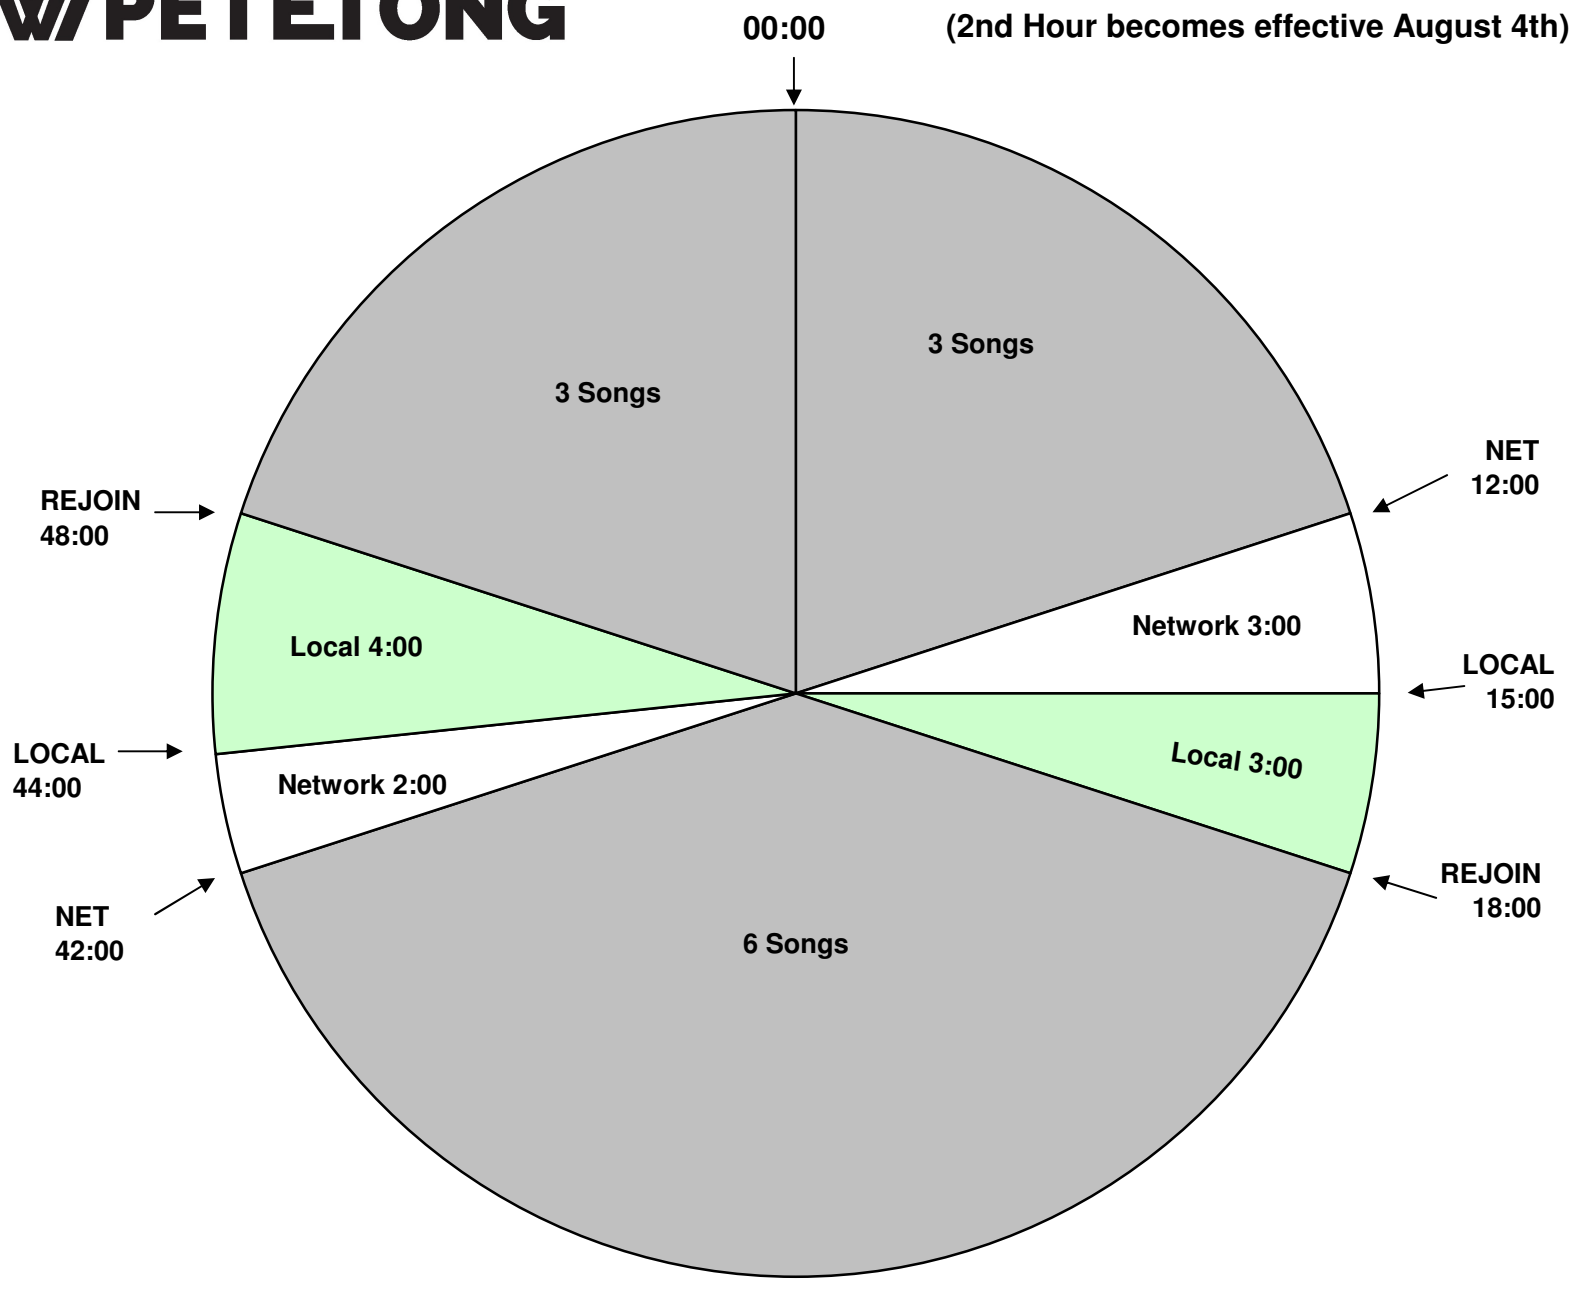 W/ PETE TONG
00:00
(2nd Hour becomes effective August 4th)
3 Songs
3 Songs
NET
12:00
REJOIN
48:00
Network 3:00
Local 4:00
LOCAL
15:00
LOCAL
44:00
Local 3:00
Network 2:00
REJOIN
18:00
NET
42:00
6 Songs